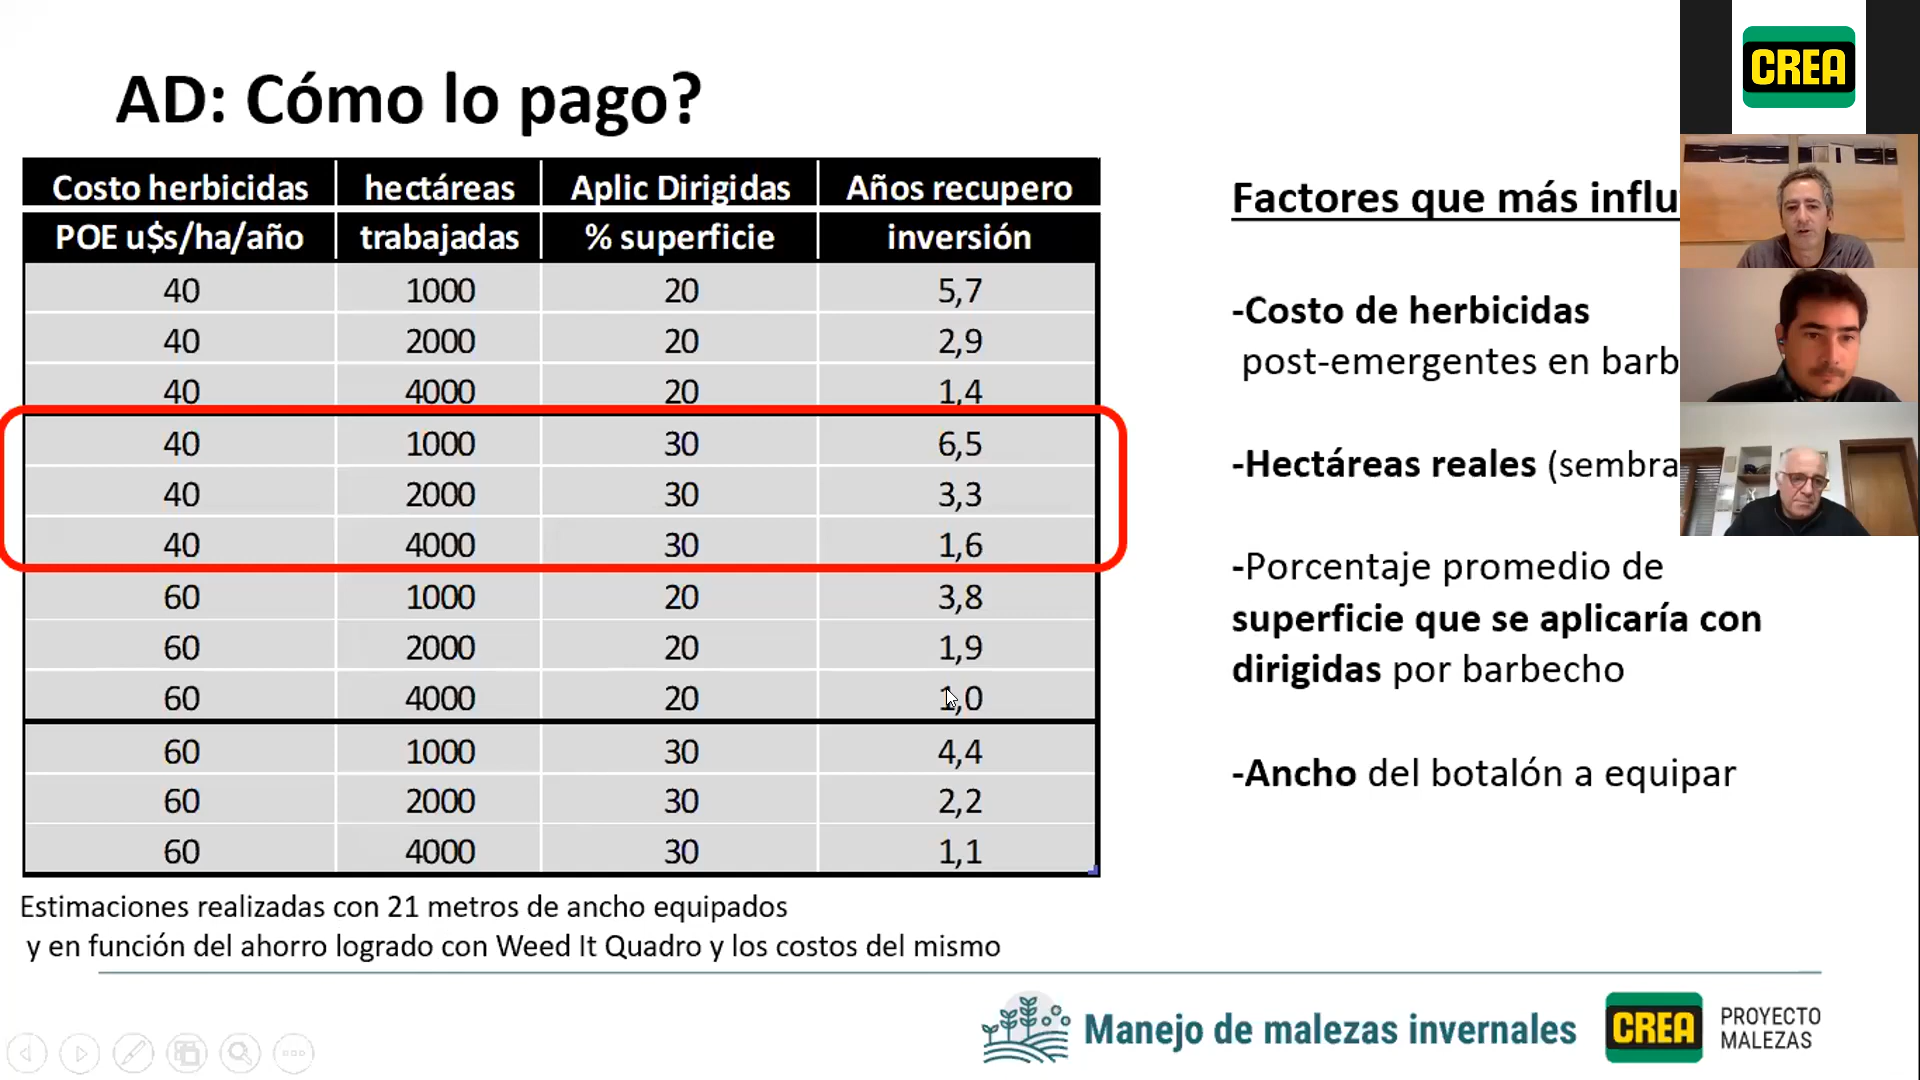 AD: Cómo lo pago?
Costo herbicidas hectáreas Aplic Dirigidas Años recupero
POE u$s/ha/año trabajadas % superficie inversión
40 1000 20 5,7
40 2000 20 2,9
40 4000 20 1,4
40 1000 30 6,5
40 2000 30 3,3
40 4000 30 1,6
60 1000 20 3,8
60 2000 20 1,9
60 4000 20 1,0
60 1000 30 4,4
60 2000 30 2,2
60 4000 30 1,1
Estimaciones realizadas con 21 metros de ancho equipados
y en función del ahorro logrado con Weed It Quadro y los costos del mismo
Factores que más influ
-Costo de herbicidas
post-emergentes en barb
-Hectáreas reales (sembra
-Porcentaje promedio de
superficie que se aplicaría con
dirigidas por barbecho
-Ancho del botalón a equipar
CREA
Manejo de malezas invernales
CREA
PROYECTO
MALEZAS